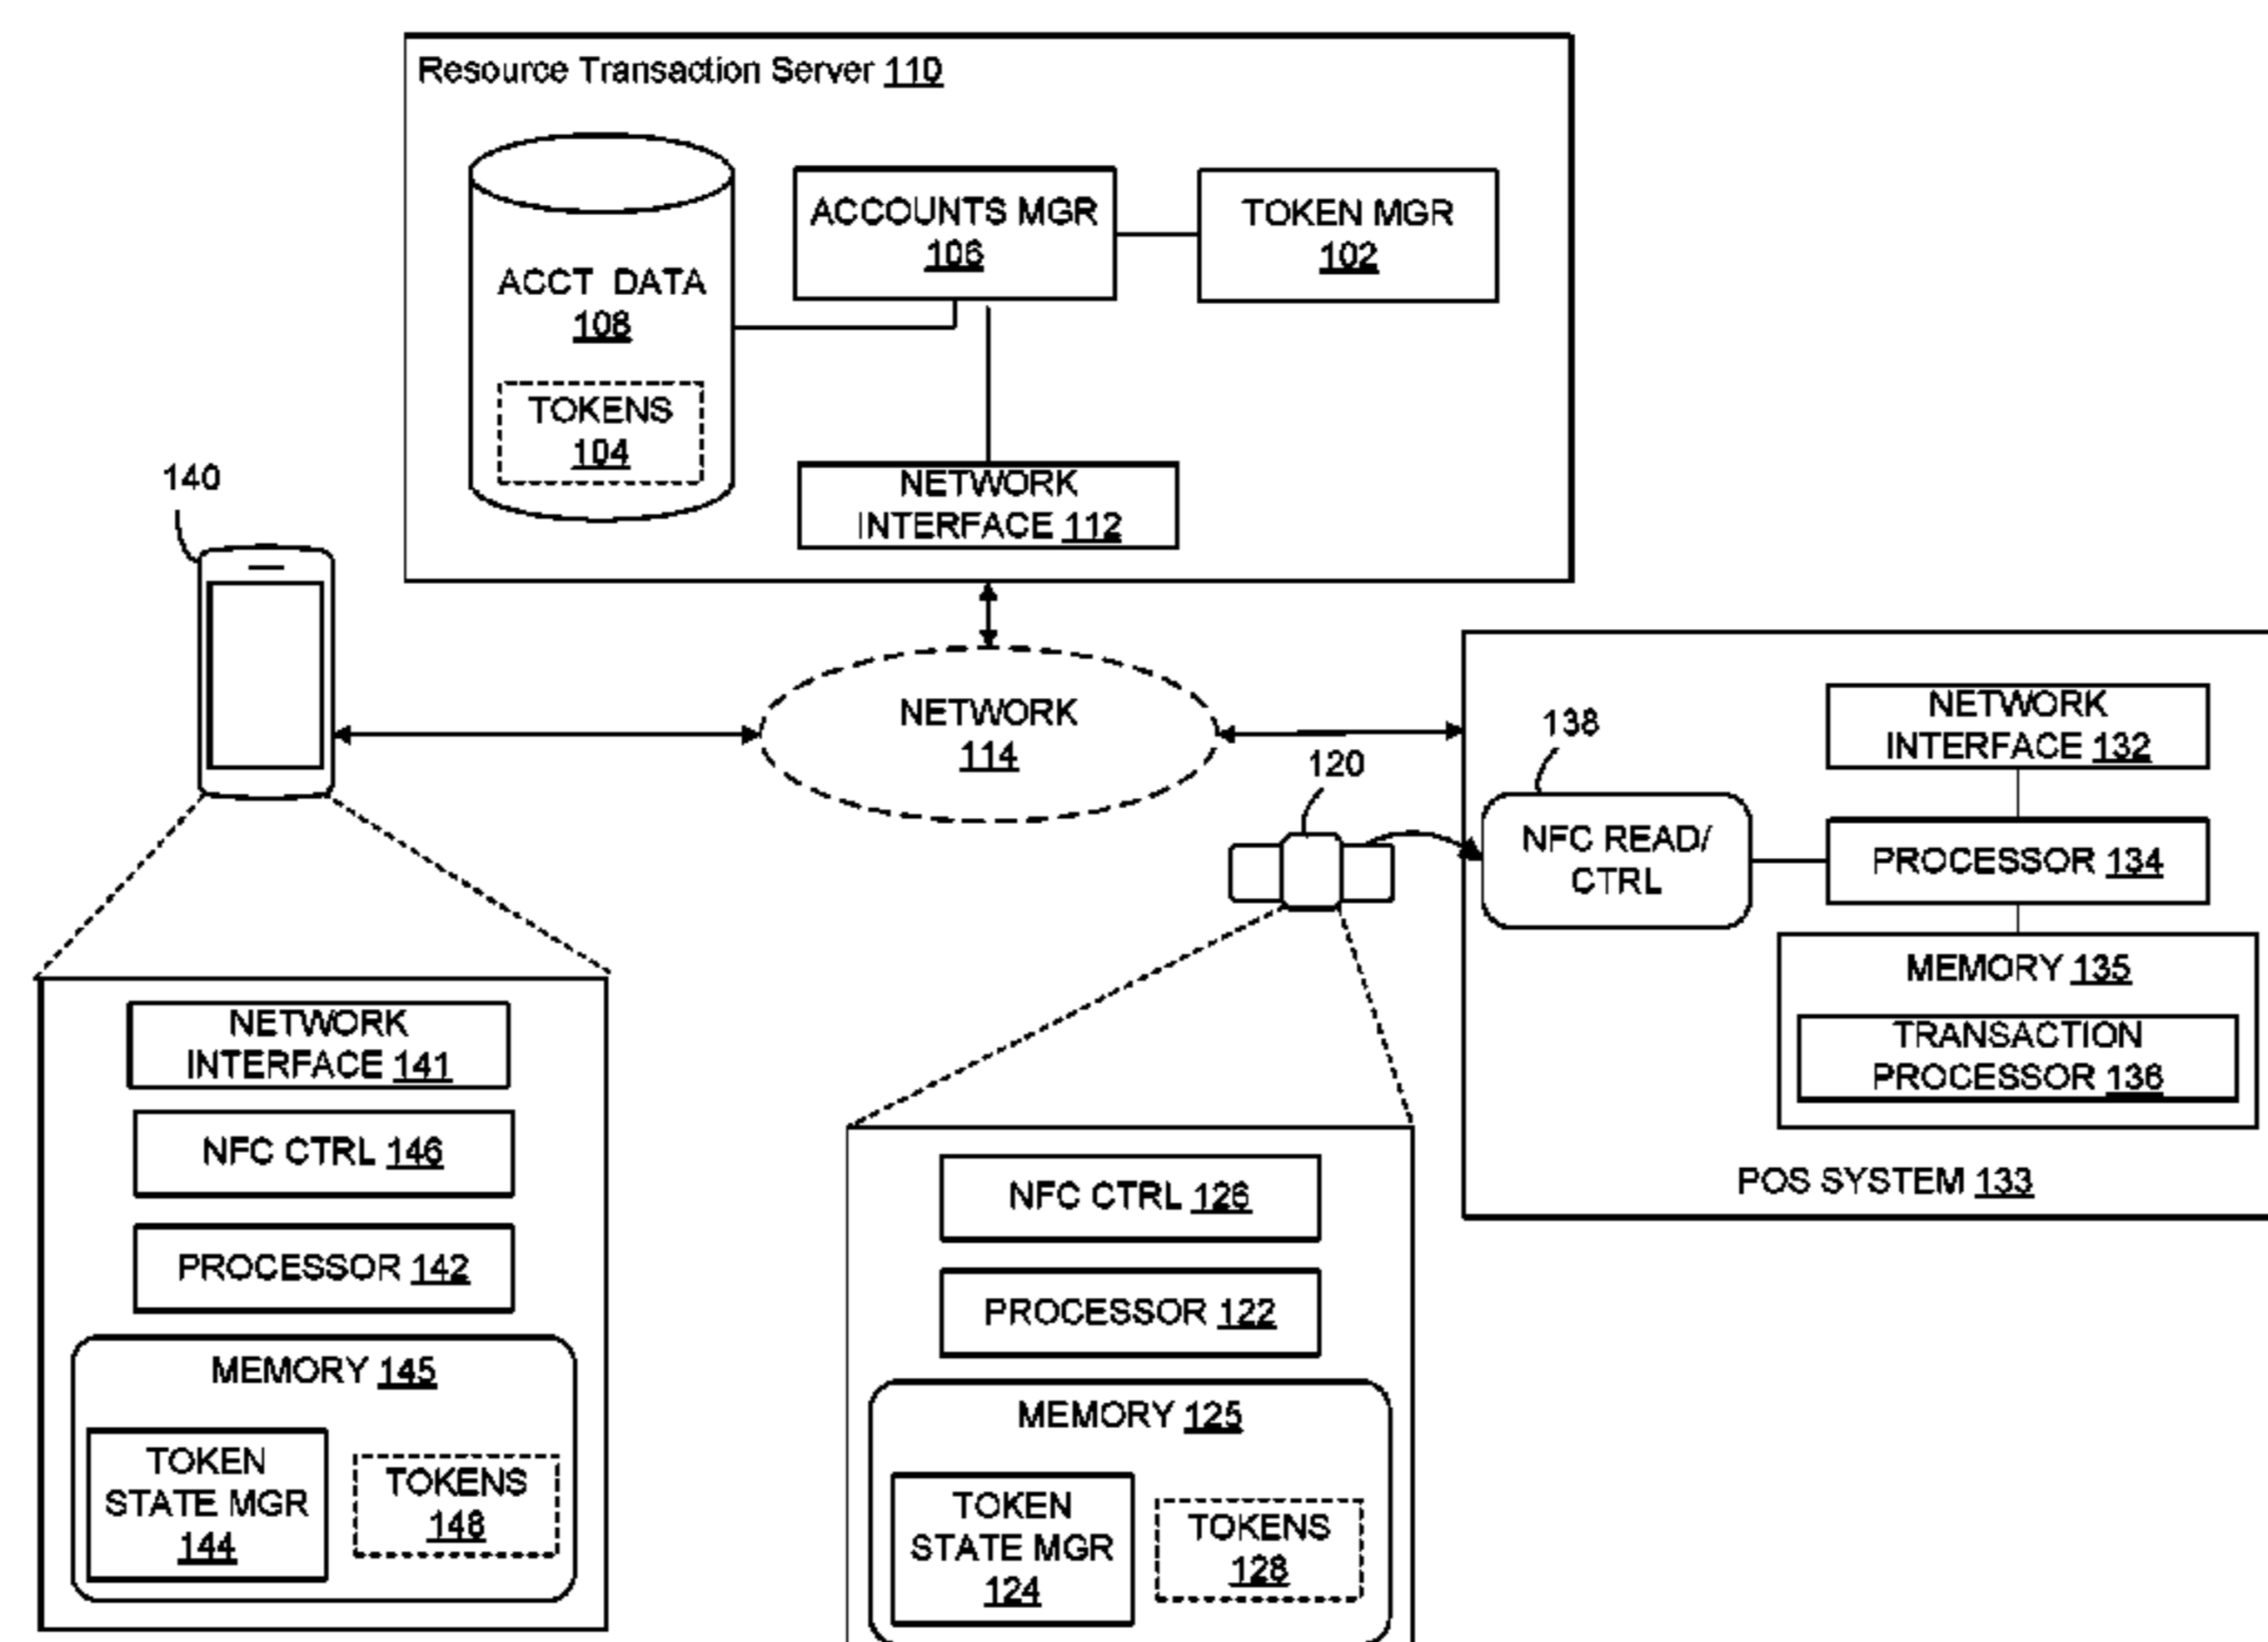 Resource Transaction Server 110
ACCOUNTS MGR
106
TOKEN MGR
102
ACCT DATA
108
TOKENS
104
NETWORK
INTERFACE 112
140
NETWORK
114
120
138
NFC READ/
CTRL
NETWORK
INTERFACE 132
PROCESSOR 134
MEMORY 135
TRANSACTION
PROCESSOR 136
POS SYSTEM 133
NETWORK
INTERFACE 141
NFC CTRL 146
PROCESSOR 142
MEMORY 145
TOKEN
STATE MGR
144
TOKENS
148
NFC CTRL 126
PROCESSOR 122
MEMORY 125
TOKEN
STATE MGR
124
TOKENS
128